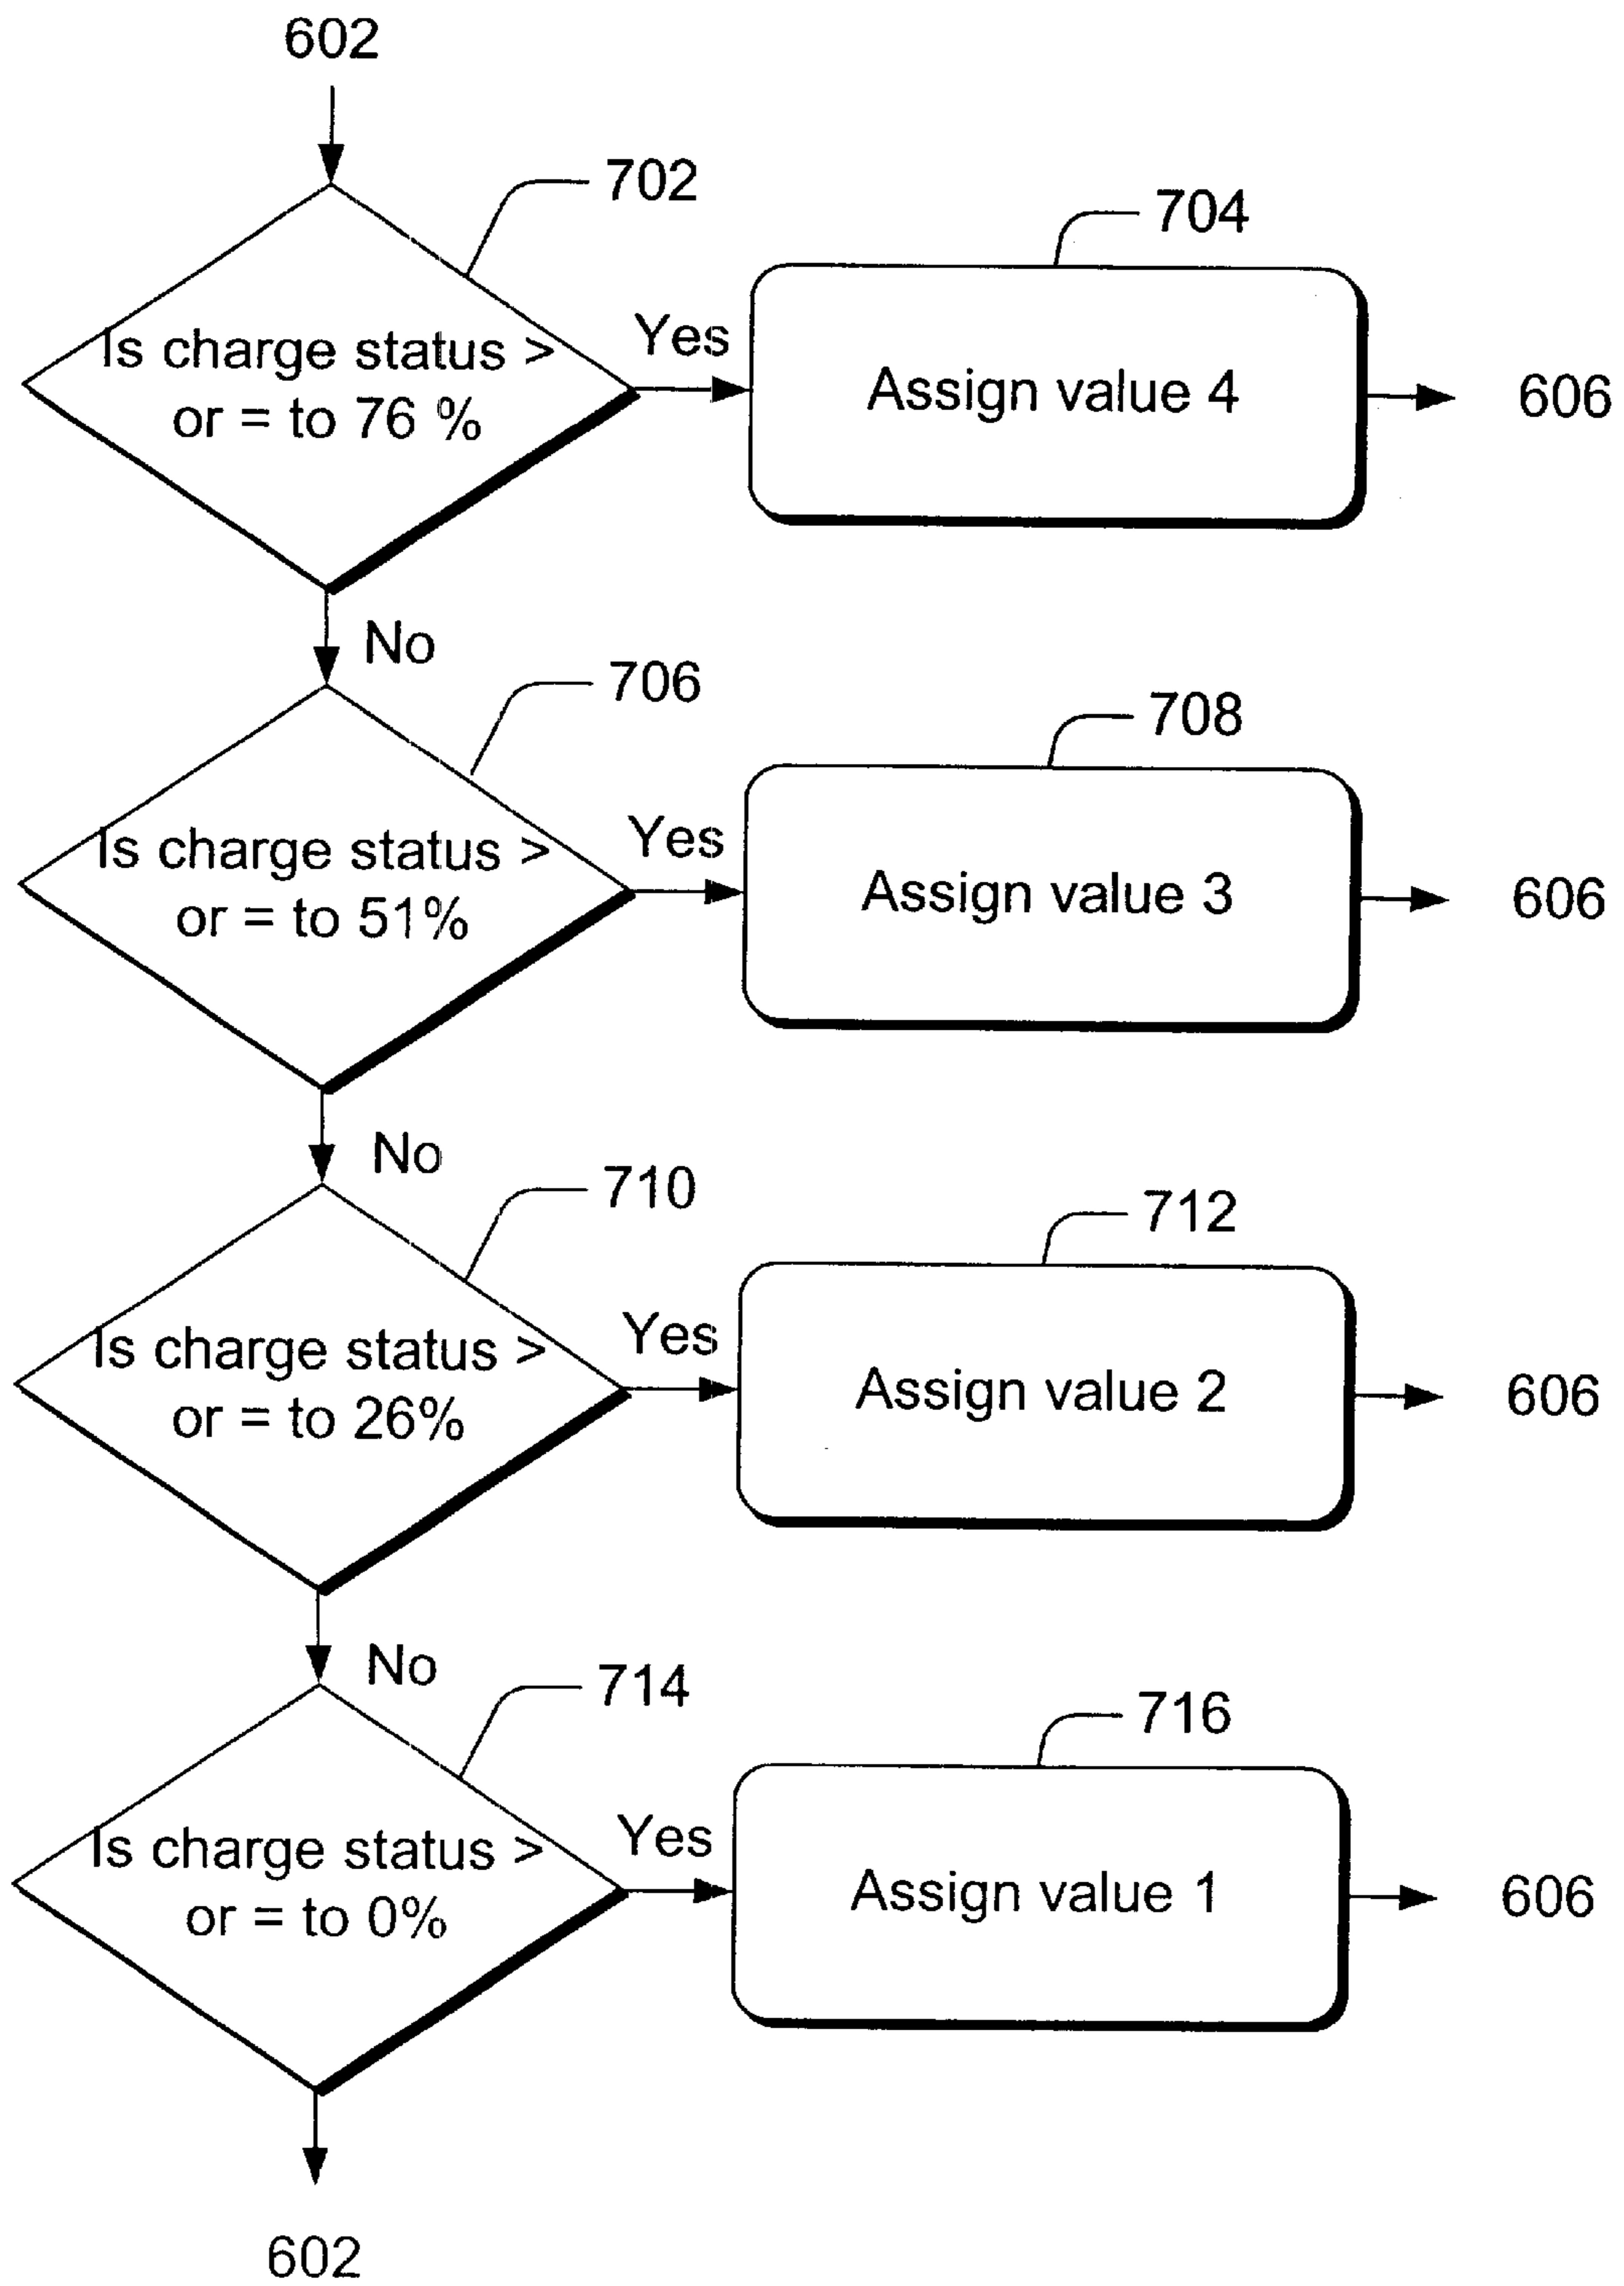 602
702
704
Is charge status >
or = to 76 %
Yes
Assign value 4
606
No
706
708
Is charge status >
or = to 51%
Yes
Assign value 3
606
No
710
712
Is charge status >
or = to 26%
Yes
Assign value 2
606
No
714
716
Is charge status >
or = to 0%
Yes
Assign value 1
606
602